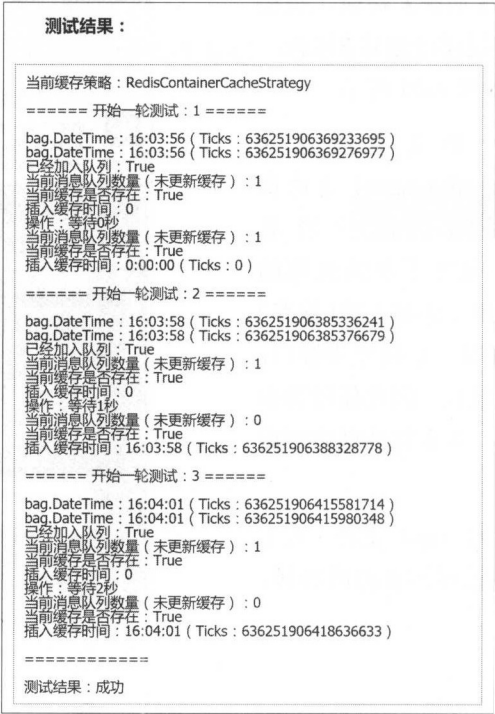 测试结果：
当前缓存策略：RedisContainerCacheStrategy
====== 开始一轮测试：1 ======
bag.DateTime：16:03:56（Ticks：636251906369233695）
bag.DateTime：16:03:56（Ticks：636251906369276977）
已经加入队列：True
当前消息队列数量（未更新缓存）：1
当前缓存是否存在：True
插入缓存时间：0
操作：等待0秒
当前消息队列数量（未更新缓存）：1
当前缓存是否存在：True
插入缓存时间：0:00:00（Ticks：0）
====== 开始一轮测试：2 ======
bag.DateTime：16:03:58（Ticks：636251906385336241）
bag.DateTime：16:03:58（Ticks：636251906385376679）
已经加入队列：True
当前消息队列数量（未更新缓存）：1
当前缓存是否存在：True
插入缓存时间：0
操作：等待1秒
当前消息队列数量（未更新缓存）：0
当前缓存是否存在：True
插入缓存时间：16:03:58（Ticks：636251906388328778）
====== 开始一轮测试：3 ======
bag.DateTime：16:04:01（Ticks：636251906415581714）
bag.DateTime：16:04:01（Ticks：636251906415980348）
已经加入队列：True
当前消息队列数量（未更新缓存）：1
当前缓存是否存在：True
插入缓存时间：0
操作：等待2秒
当前消息队列数量（未更新缓存）：0
当前缓存是否存在：True
插入缓存时间：16:04:01（Ticks：636251906418636633）
============
测试结果：成功